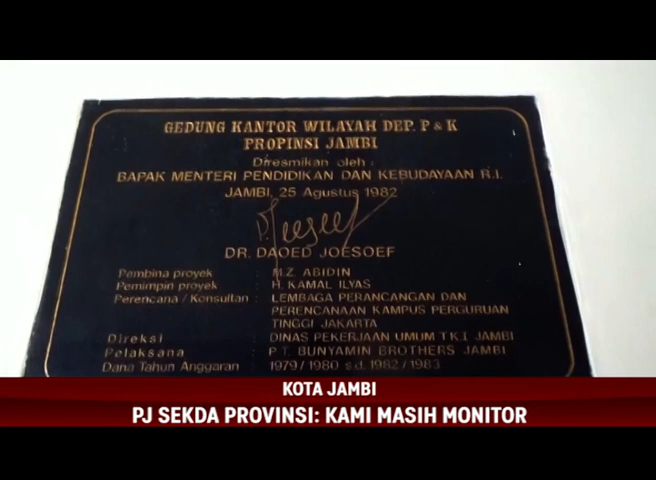 GEDUNG KANTOR WILAYAH DEP. P & K
PROPINSI JAMBI
Diresmikan oleh :
BAPAK MENTERI PENDIDIKAN DAN KEBUDAYAAN R.I.
JAMBI, 25 Agustus 1982
DR. DAOED JOESOEF
Pembina proyek : M.Z. ABIDIN
Pemimpin proyek : H. KAMAL ILYAS
Perencana / Konsultan : LEMBAGA PERANCANGAN DAN
PERENCANAAN KAMPUS PERGURUAN
TINGGI JAKARTA
Direksi : DINAS PEKERJAAN UMUM TK.I JAMBI
Pelaksana : P.T. BUNYAMIN BROTHERS JAMBI
Dana Tahun Anggaran : 1979 / 1980 s.d. 1982 / 1983
KOTA JAMBI
PJ SEKDA PROVINSI: KAMI MASIH MONITOR